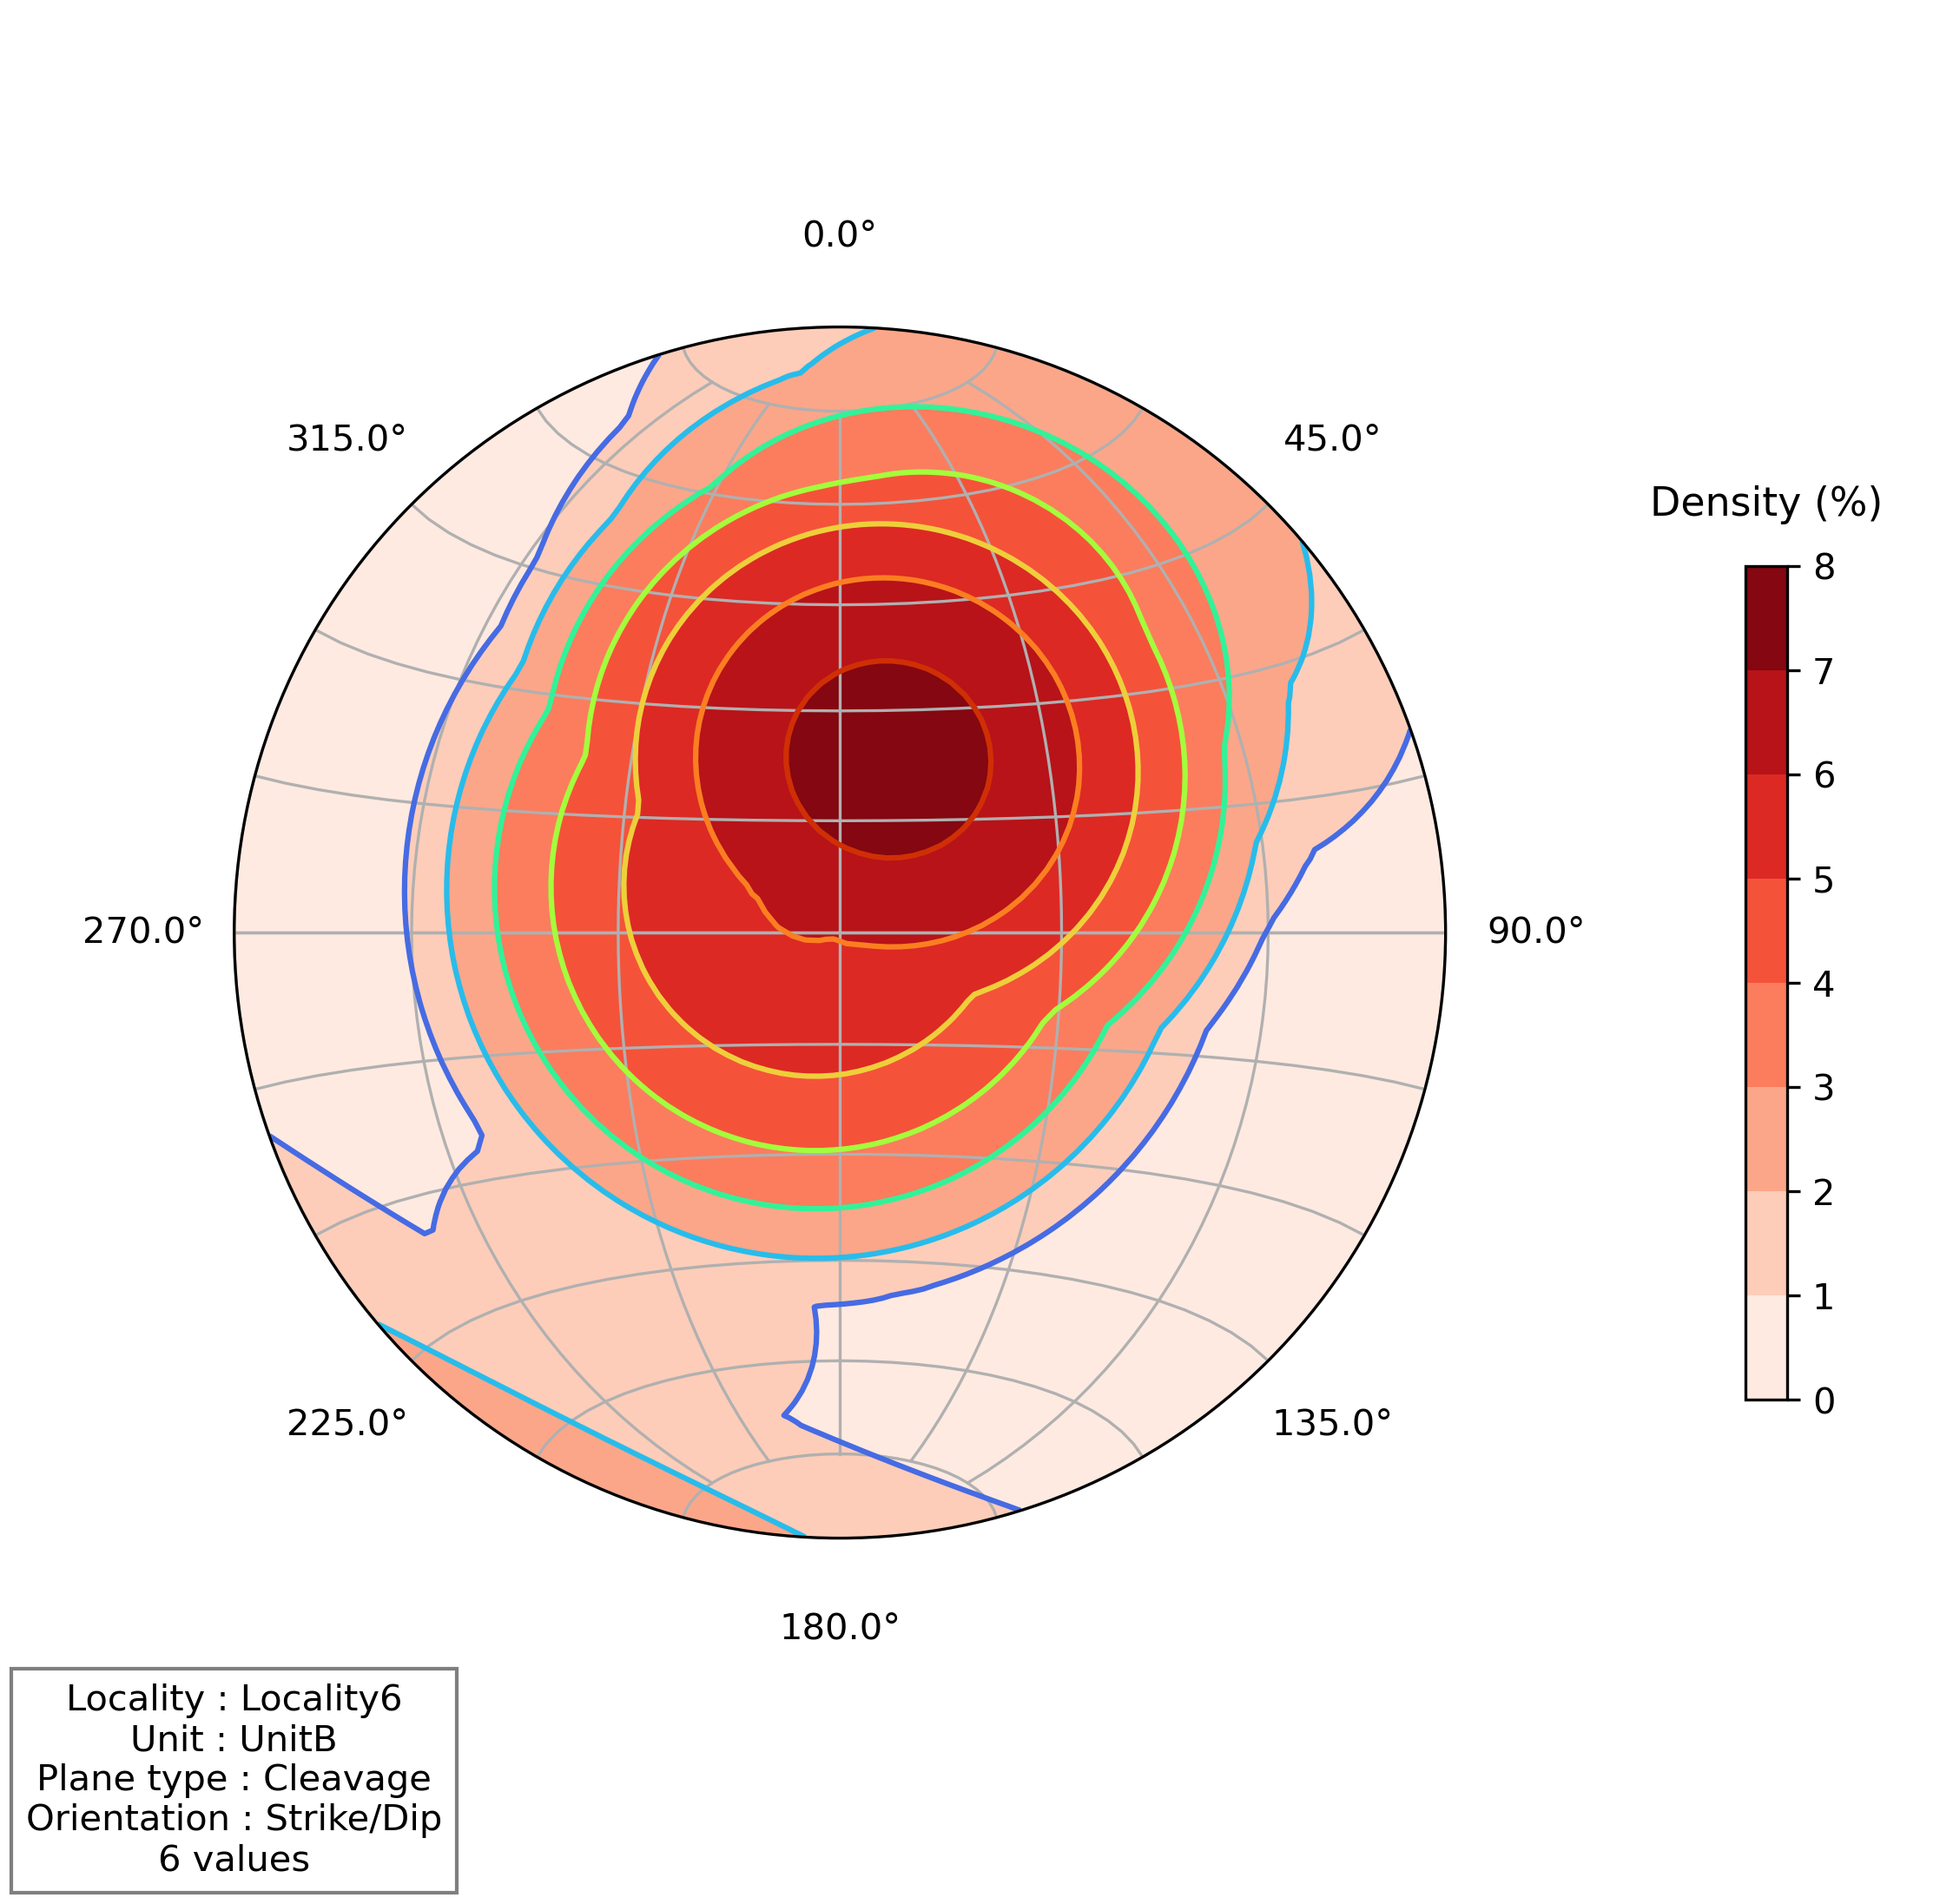 0.0°
315.0°
45.0°
Density (%)
8
7
6
270.0°
90.0°
5
4
3
2
1
225.0°
135.0°
0
180.0°
Locality : Locality6
Unit : UnitB
Plane type : Cleavage
Orientation : Strike/Dip
6 values